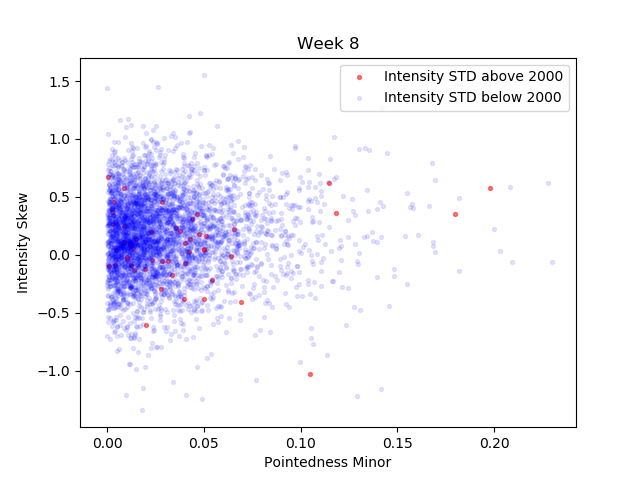 Week 8
Intensity STD above 2000
Intensity STD below 2000
1.5
1.0
0.5
0.0
−0.5
−1.0
Intensity Skew
0.00 0.05 0.10 0.15 0.20
Pointedness Minor